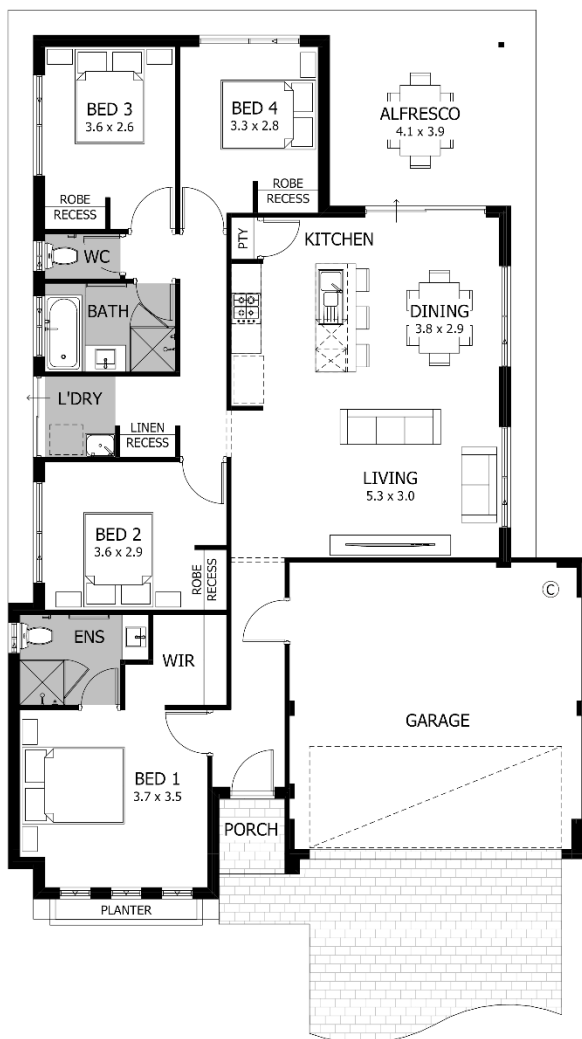 BED 3
3.6 x 2.6
BED 4
3.3 x 2.8
ALFRESCO
4.1 x 3.9
ROBE
RECESS
ROBE
RECESS
WC
PTY
KITCHEN
BATH
DINING
3.8 x 2.9
L'DRY
LINEN
RECESS
LIVING
5.3 x 3.0
BED 2
3.6 x 2.9
ROBE
RECESS
C
ENS
WIR
GARAGE
BED 1
3.7 x 3.5
PORCH
PLANTER